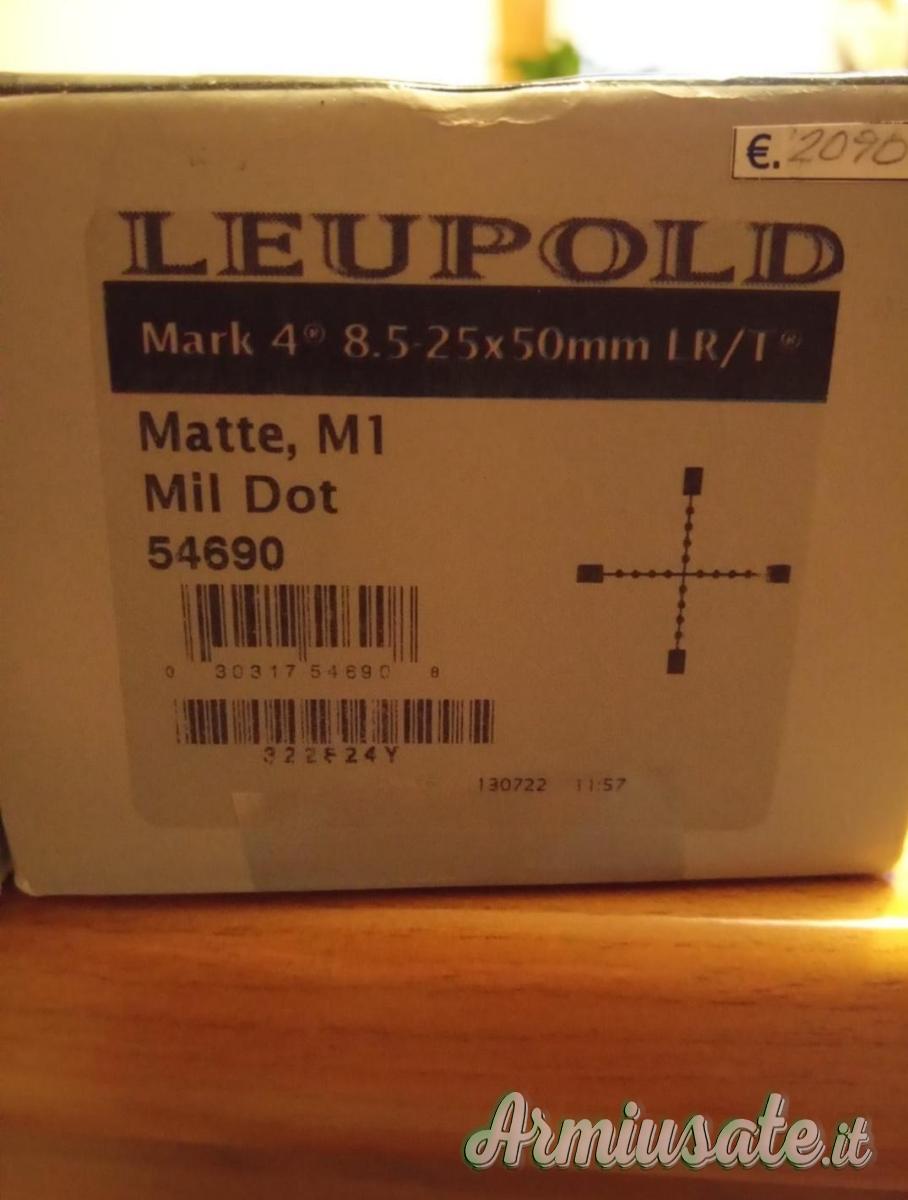 €. 2090
LEUPOLD
Mark 4® 8.5-25x50mm LR/T®
Matte, M1
Mil Dot
54690
0 30317 54690 8
322824Y
130722 11:57
Armiusate.it